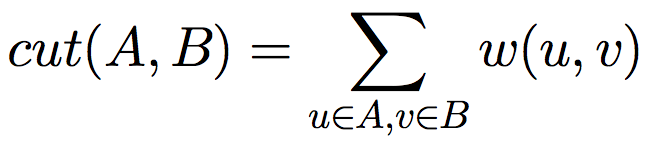 cut(A, B) = ∑ w(u, v)
u∈A,v∈B